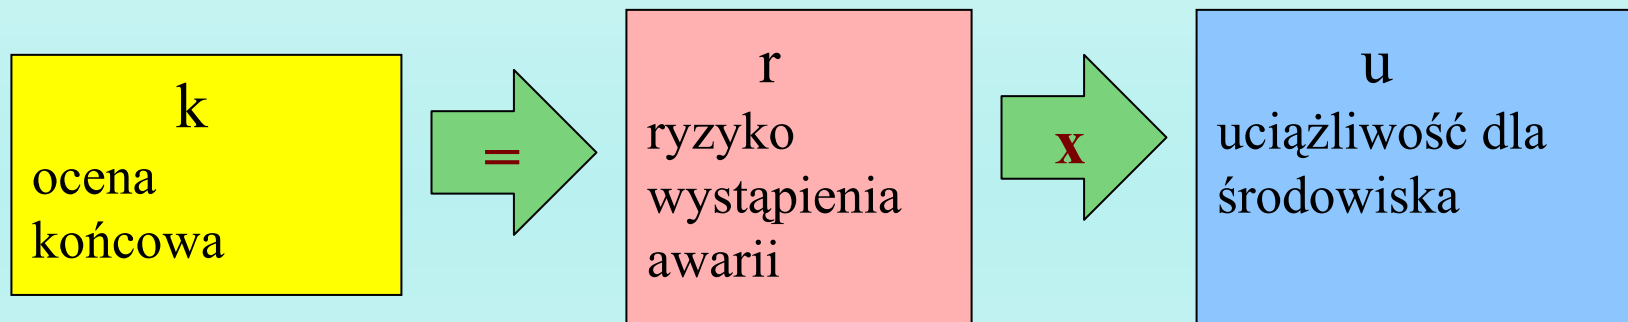 k
ocena
końcowa
=
r
ryzyko
wystąpienia
awarii
x
u
uciążliwość dla
środowiska